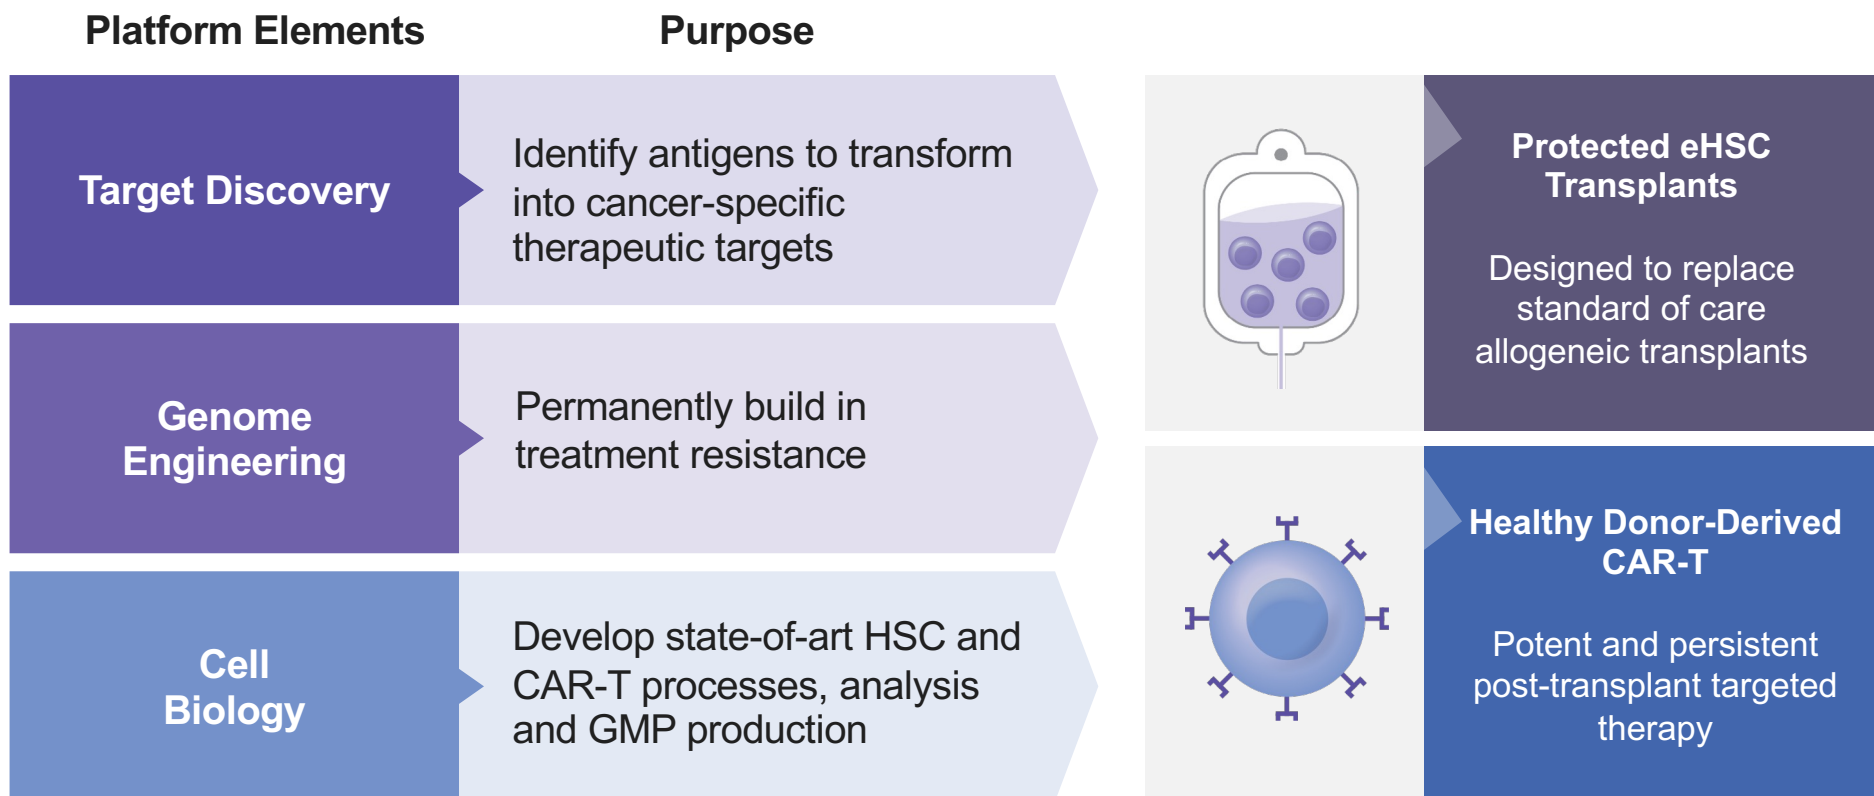 Platform Elements
Purpose
Target Discovery
Identify antigens to transform
into cancer-specific
therapeutic targets
Genome
Engineering
Permanently build in
treatment resistance
Cell
Biology
Develop state-of-art HSC and
CAR-T processes, analysis
and GMP production
Protected eHSC
Transplants
Designed to replace
standard of care
allogeneic transplants
Healthy Donor-Derived
CAR-T
Potent and persistent
post-transplant targeted
therapy